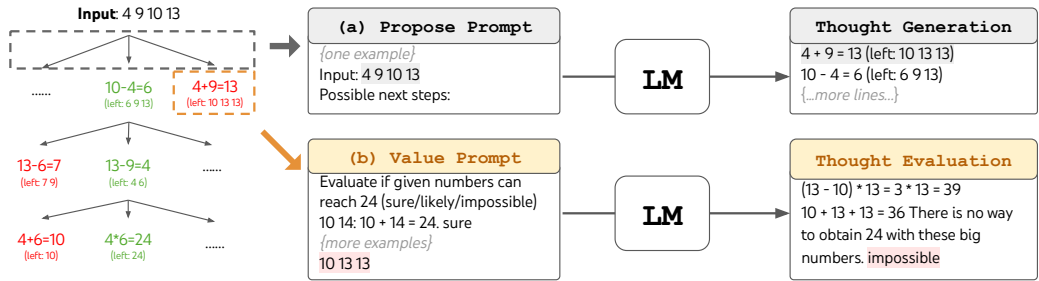 Input: 4 9 10 13
......
10-4=6
(left: 6 9 13)
4+9=13
(left: 10 13 13)
13-6=7
(left: 7 9)
13-9=4
(left: 4 6)
......
4+6=10
(left: 10)
4*6=24
(left: 24)
......
(a) Propose Prompt
{one example}
Input: 4 9 10 13
Possible next steps:
LM
Thought Generation
4 + 9 = 13 (left: 10 13 13)
10 - 4 = 6 (left: 6 9 13)
{...more lines...}
(b) Value Prompt
Evaluate if given numbers can
reach 24 (sure/likely/impossible)
10 14: 10 + 14 = 24. sure
{more examples}
10 13 13
LM
Thought Evaluation
(13 - 10) * 13 = 3 * 13 = 39
10 + 13 + 13 = 36 There is no way
to obtain 24 with these big
numbers. impossible